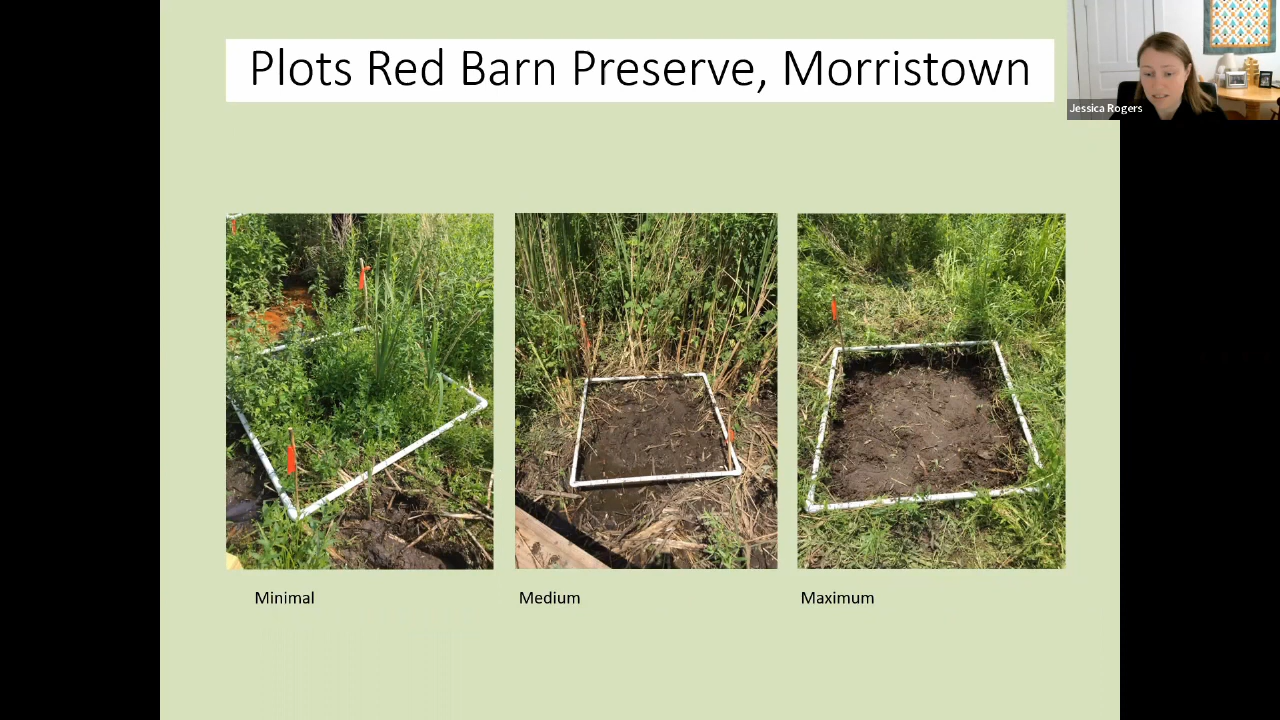 Plots Red Barn Preserve, Morristown
Jessica Rogers
Minimal
Medium
Maximum